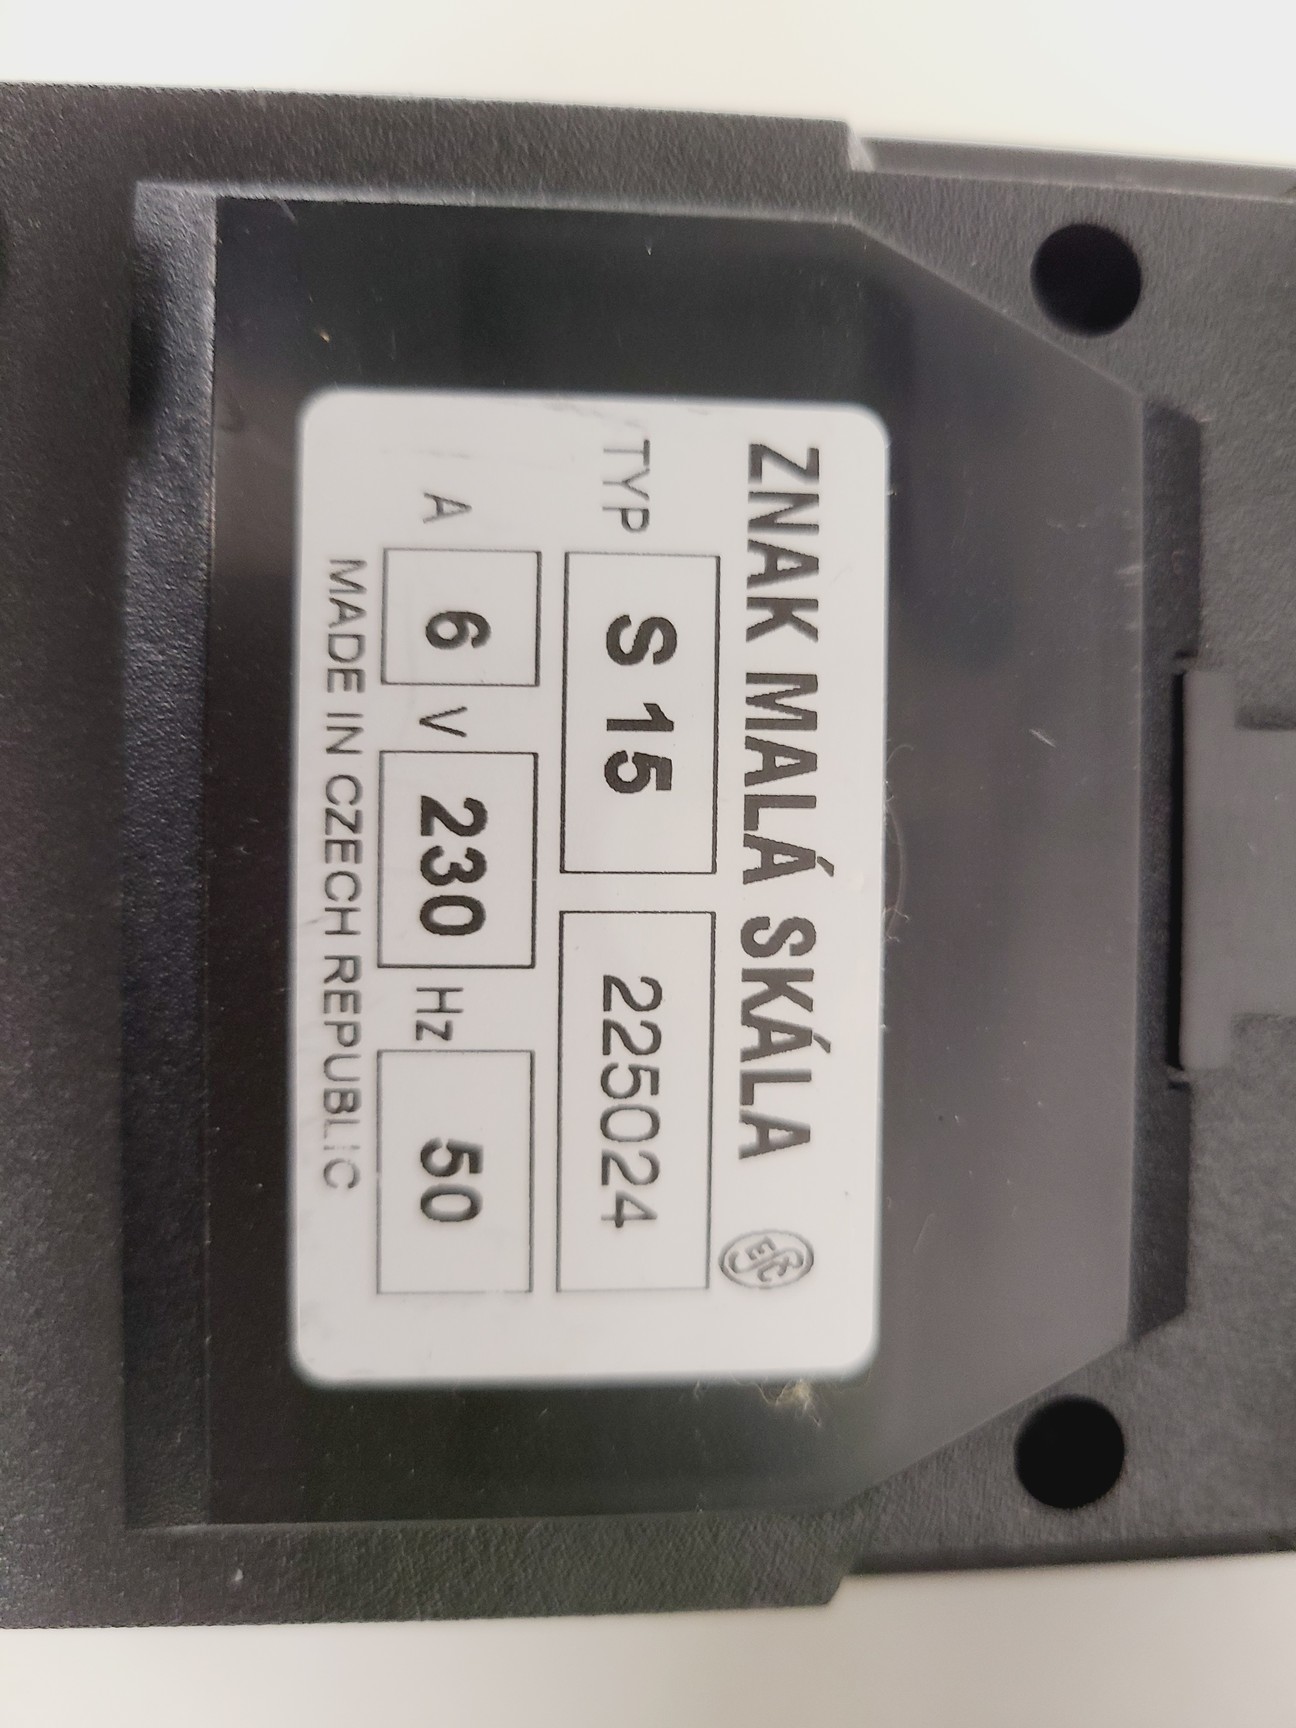 ZNAK MALÁ SKÁLA
TYP S 15 225024
A 6 V 230 Hz 50
MADE IN CZECH REPUBLIC